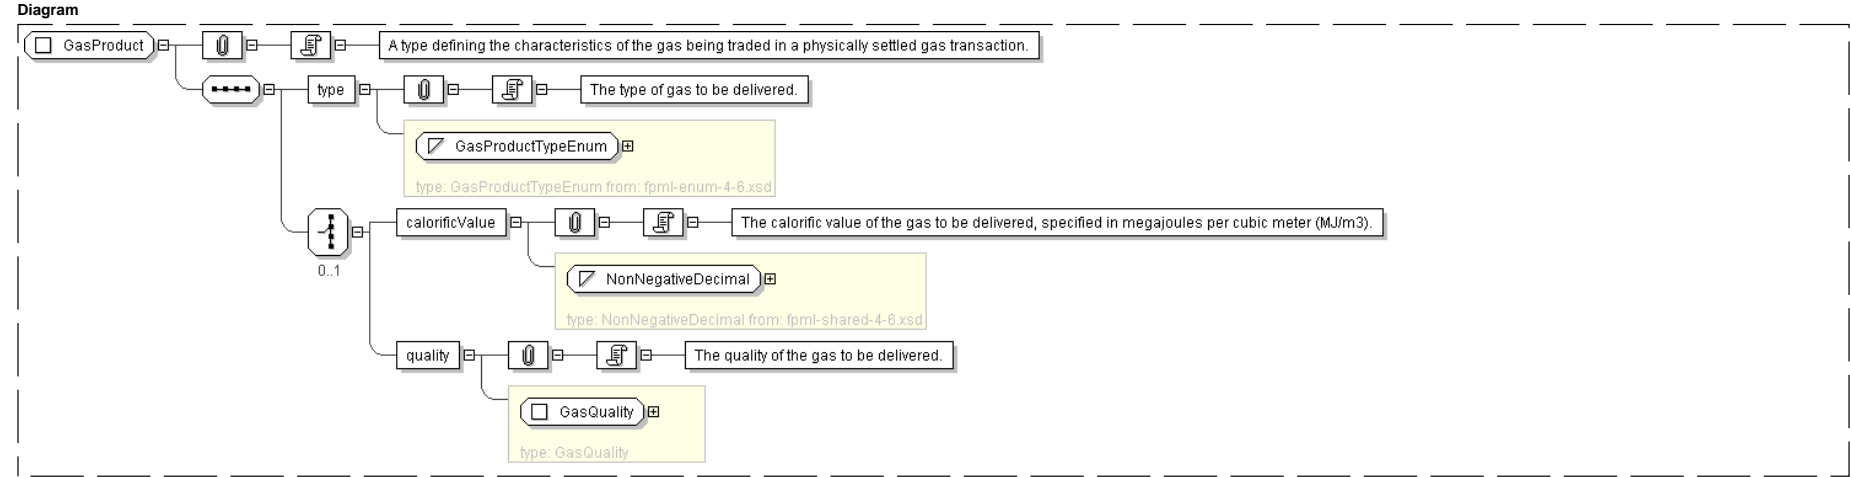 Diagram
GasProduct
A type defining the characteristics of the gas being traded in a physically settled gas transaction.
type
The type of gas to be delivered.
GasProductTypeEnum
type: GasProductTypeEnum from: fpml-enum-4-6.xsd
calorificValue
The calorific value of the gas to be delivered, specified in megajoules per cubic meter (MJ/m3).
0..1
NonNegativeDecimal
type: NonNegativeDecimal from: fpml-shared-4-6.xsd
quality
The quality of the gas to be delivered.
GasQuality
type: GasQuality